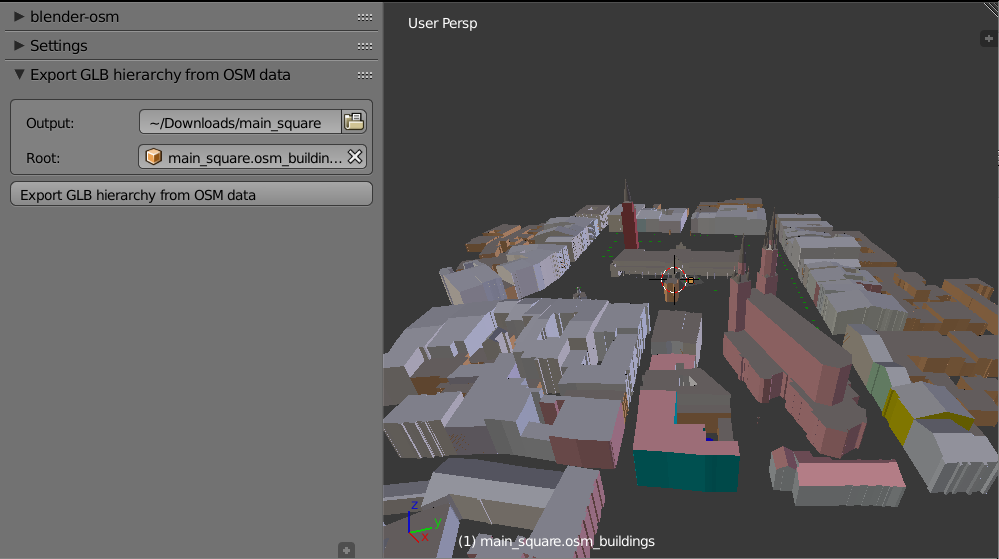 blender-osm
Settings
Export GLB hierarchy from OSM data
Output:
~/Downloads/main_square
Root:
main_square.osm_buildin...
Export GLB hierarchy from OSM data
User Persp
z
y
x
(1) main_square.osm_buildings